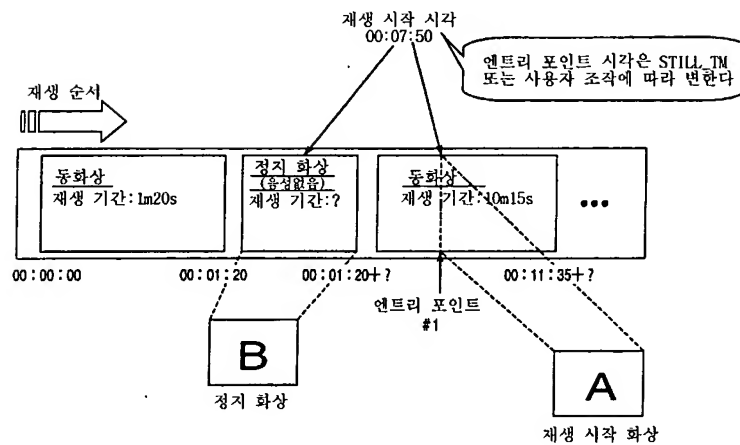 재생 시작 시각
00:07:50
엔트리 포인트 시각은 STILL_TM
또는 사용자 조작에 따라 변한다
재생 순서
동화상
재생 기간:1m20s
정지 화상
(음성없음)
재생 기간:?
동화상
재생 기간:10m15s
•••
00:00:00
00:01:20
00:01:20+?
00:11:35+?
엔트리 포인트
#1
B
정지 화상
A
재생 시작 화상